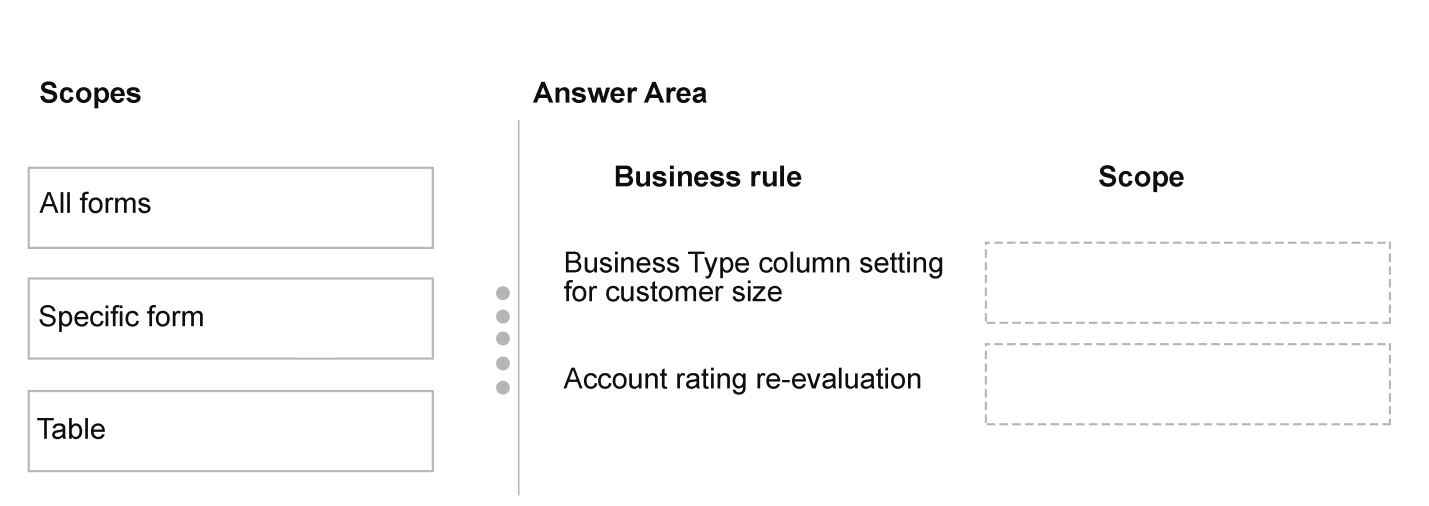 Scopes
Answer Area
Business rule
Scope
All forms
Business Type column setting
for customer size
Specific form
Account rating re-evaluation
Table